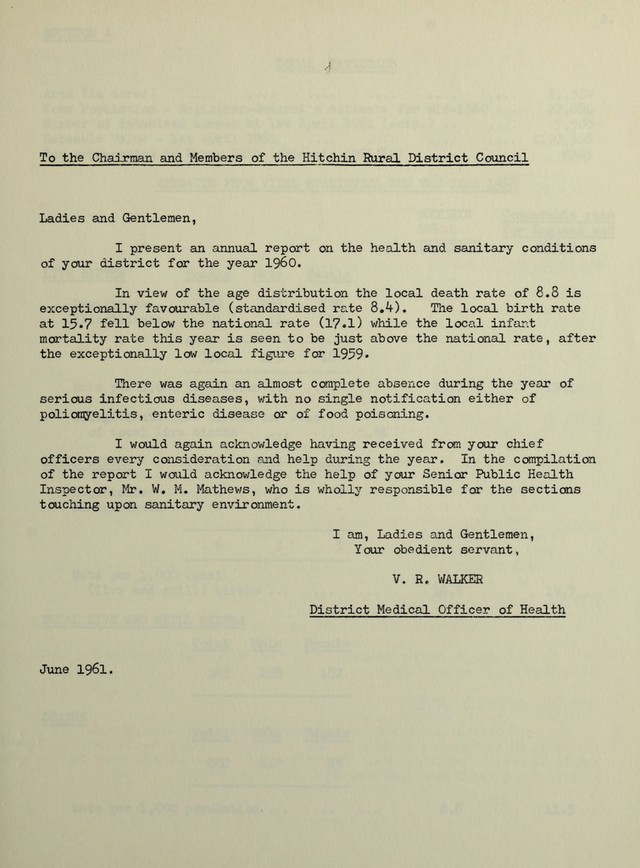 To the Chairman and Members of the Hitchin Rural District Council
Ladies and Gentlemen,
I present an annual report on the health and sanitary conditions
of your district for the year 1960.
In view of the age distribution the local death rate of 8.8 is
exceptionally favourable (standardised rate 8.4). The local birth rate
at 15.7 fell below the national rate (17.1) while the local infant
mortality rate this year is seen to be just above the national rate, after
the exceptionally low local figure for 1959.
There was again an almost complete absence during the year of
serious infectious diseases, with no single notification either of
poliomyelitis, enteric disease or of food poisoning.
I would again acknowledge having received from your chief
officers every consideration and help during the year. In the compilation
of the report I would acknowledge the help of your Senior Public Health
Inspector, Mr. W. M. Mathews, who is wholly responsible for the sections
touching upon sanitary environment.
I am, Ladies and Gentlemen,
Your obedient servant,
V. R. WALKER
District Medical Officer of Health
June 1961.